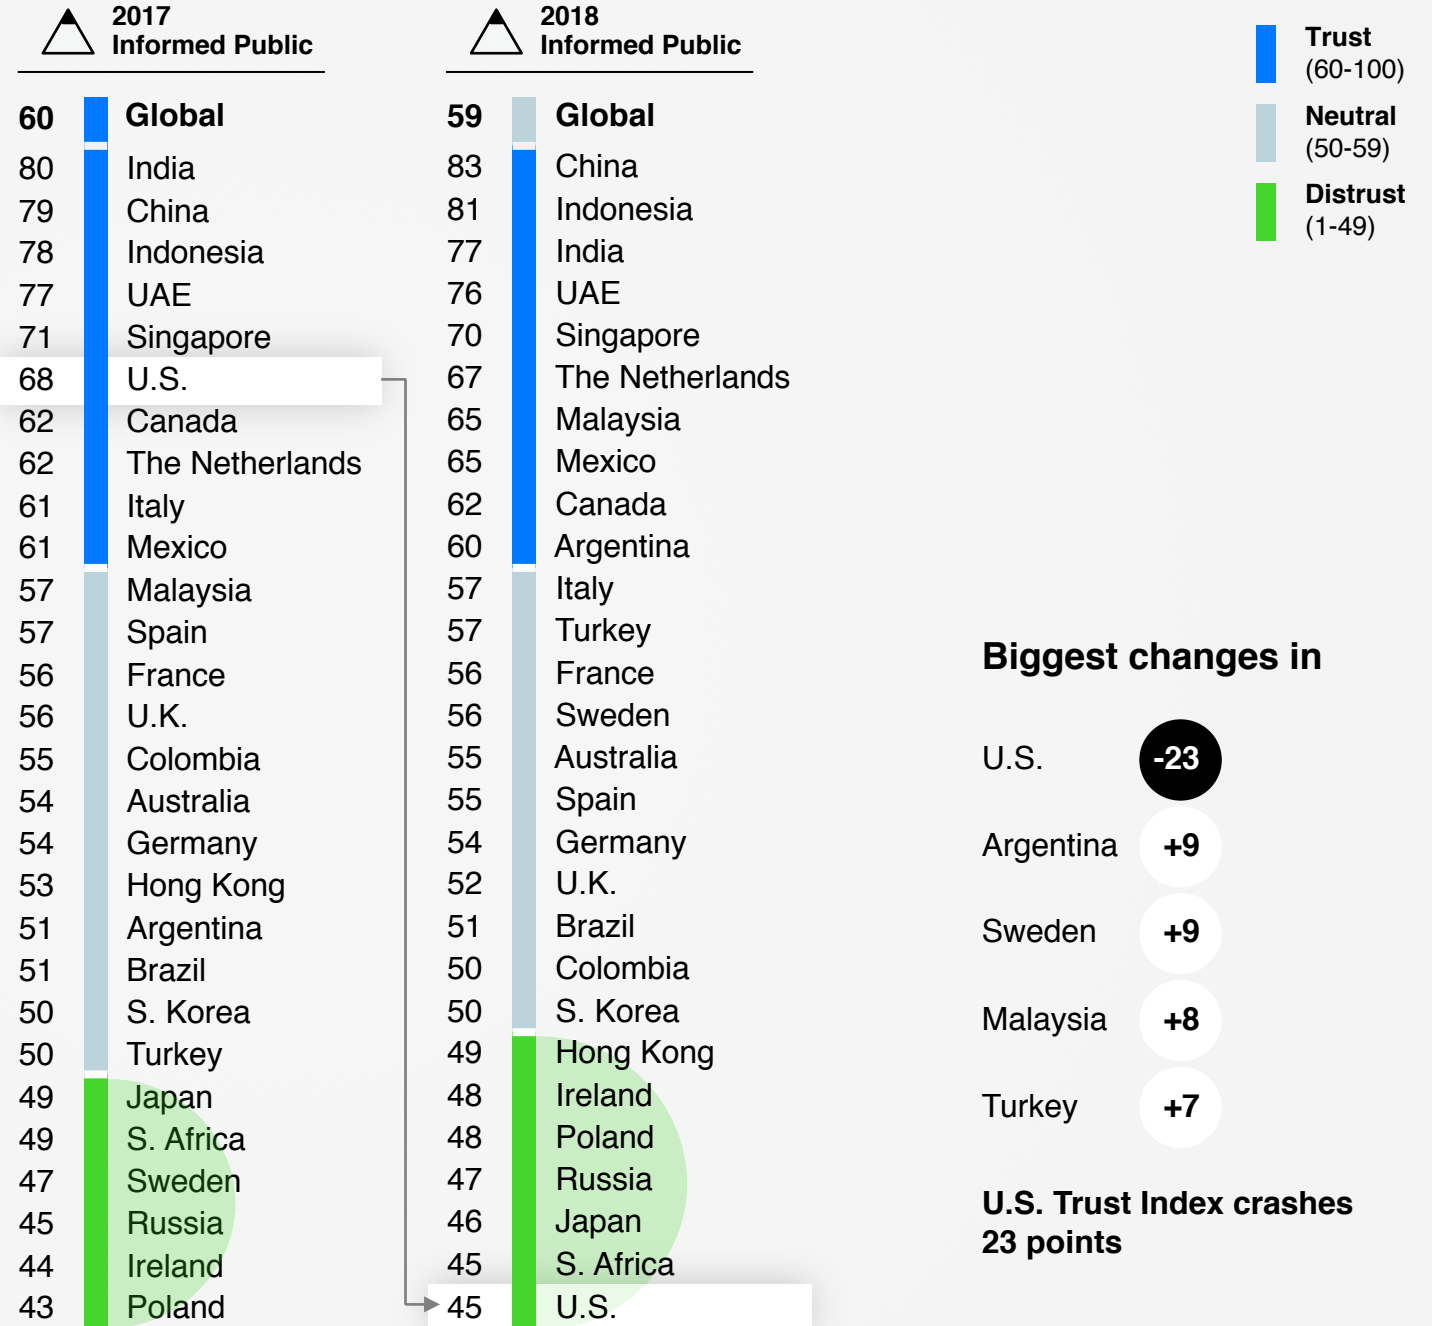 2017
Informed Public
60 Global
80 India
79 China
78 Indonesia
77 UAE
71 Singapore
68 U.S.
62 Canada
62 The Netherlands
61 Italy
61 Mexico
57 Malaysia
57 Spain
56 France
56 U.K.
55 Colombia
54 Australia
54 Germany
53 Hong Kong
51 Argentina
51 Brazil
50 S. Korea
50 Turkey
49 Japan
49 S. Africa
47 Sweden
45 Russia
44 Ireland
43 Poland
2018
Informed Public
59 Global
83 China
81 Indonesia
77 India
76 UAE
70 Singapore
67 The Netherlands
65 Malaysia
65 Mexico
62 Canada
60 Argentina
57 Italy
57 Turkey
56 France
56 Sweden
55 Australia
55 Spain
54 Germany
52 U.K.
51 Brazil
50 Colombia
50 S. Korea
49 Hong Kong
48 Ireland
48 Poland
47 Russia
46 Japan
45 S. Africa
45 U.S.
Trust
(60-100)
Neutral
(50-59)
Distrust
(1-49)
Biggest changes in
U.S. -23
Argentina +9
Sweden +9
Malaysia +8
Turkey +7
U.S. Trust Index crashes
23 points